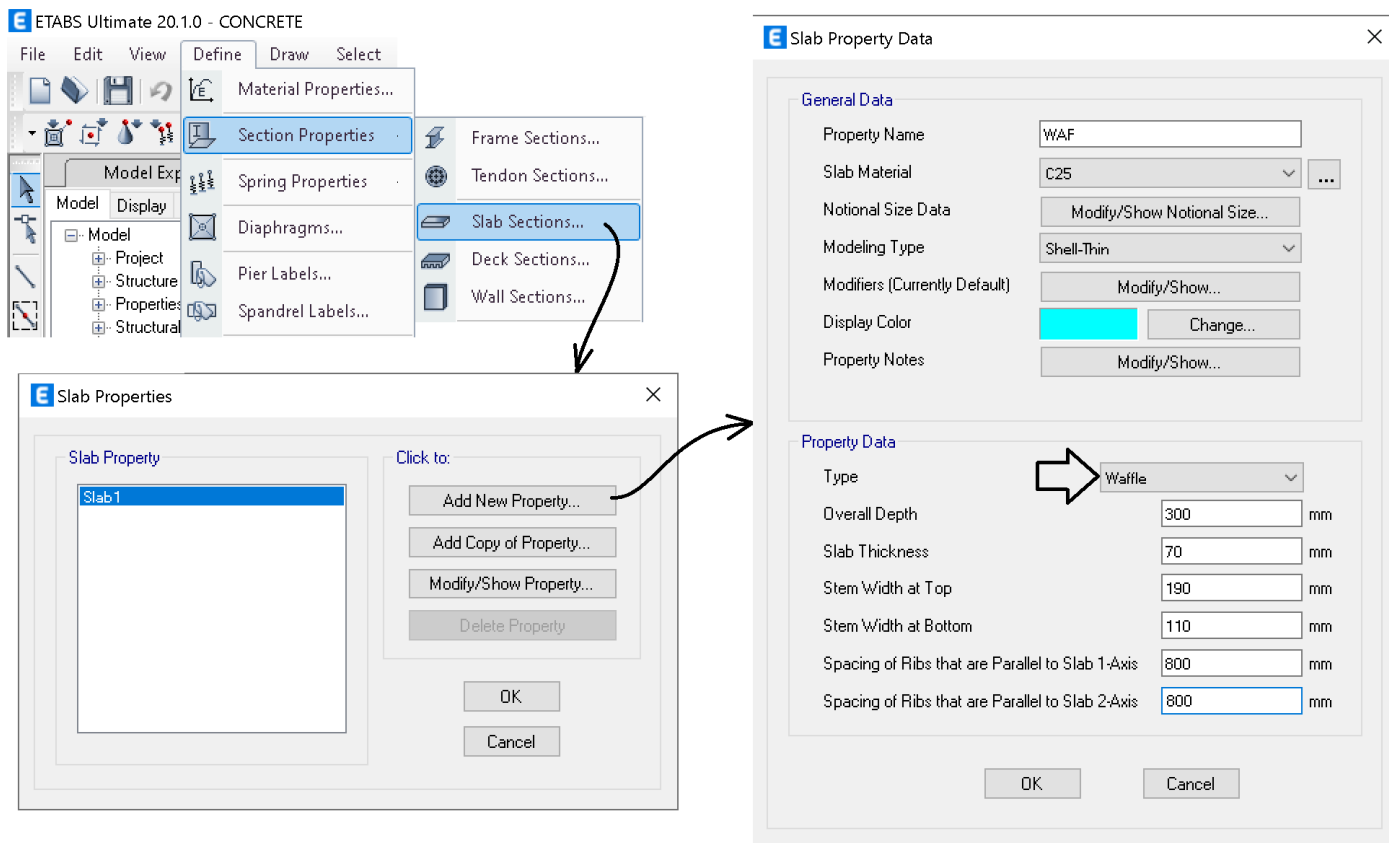 E ETABS Ultimate 20.1.0 - CONCRETE
File Edit View Define Draw Select
Material Properties...
Section Properties
Spring Properties
Diaphragms...
Pier Labels...
Spandrel Labels...
Frame Sections...
Tendon Sections...
Slab Sections...
Deck Sections...
Wall Sections...
Model Exp
Model Display
Model
Project
Structure
Properties
Structural
E Slab Properties
Slab Property
Slab1
Click to:
Add New Property...
Add Copy of Property...
Modify/Show Property...
Delete Property
OK
Cancel
E Slab Property Data
General Data
Property Name WAF
Slab Material C25 ...
Notional Size Data Modify/Show Notional Size...
Modeling Type Shell-Thin
Modifiers (Currently Default) Modify/Show...
Display Color Change...
Property Notes Modify/Show...
Property Data
Type Waffle
Overall Depth 300 mm
Slab Thickness 70 mm
Stem Width at Top 190 mm
Stem Width at Bottom 110 mm
Spacing of Ribs that are Parallel to Slab 1-Axis 800 mm
Spacing of Ribs that are Parallel to Slab 2-Axis 800 mm
OK Cancel